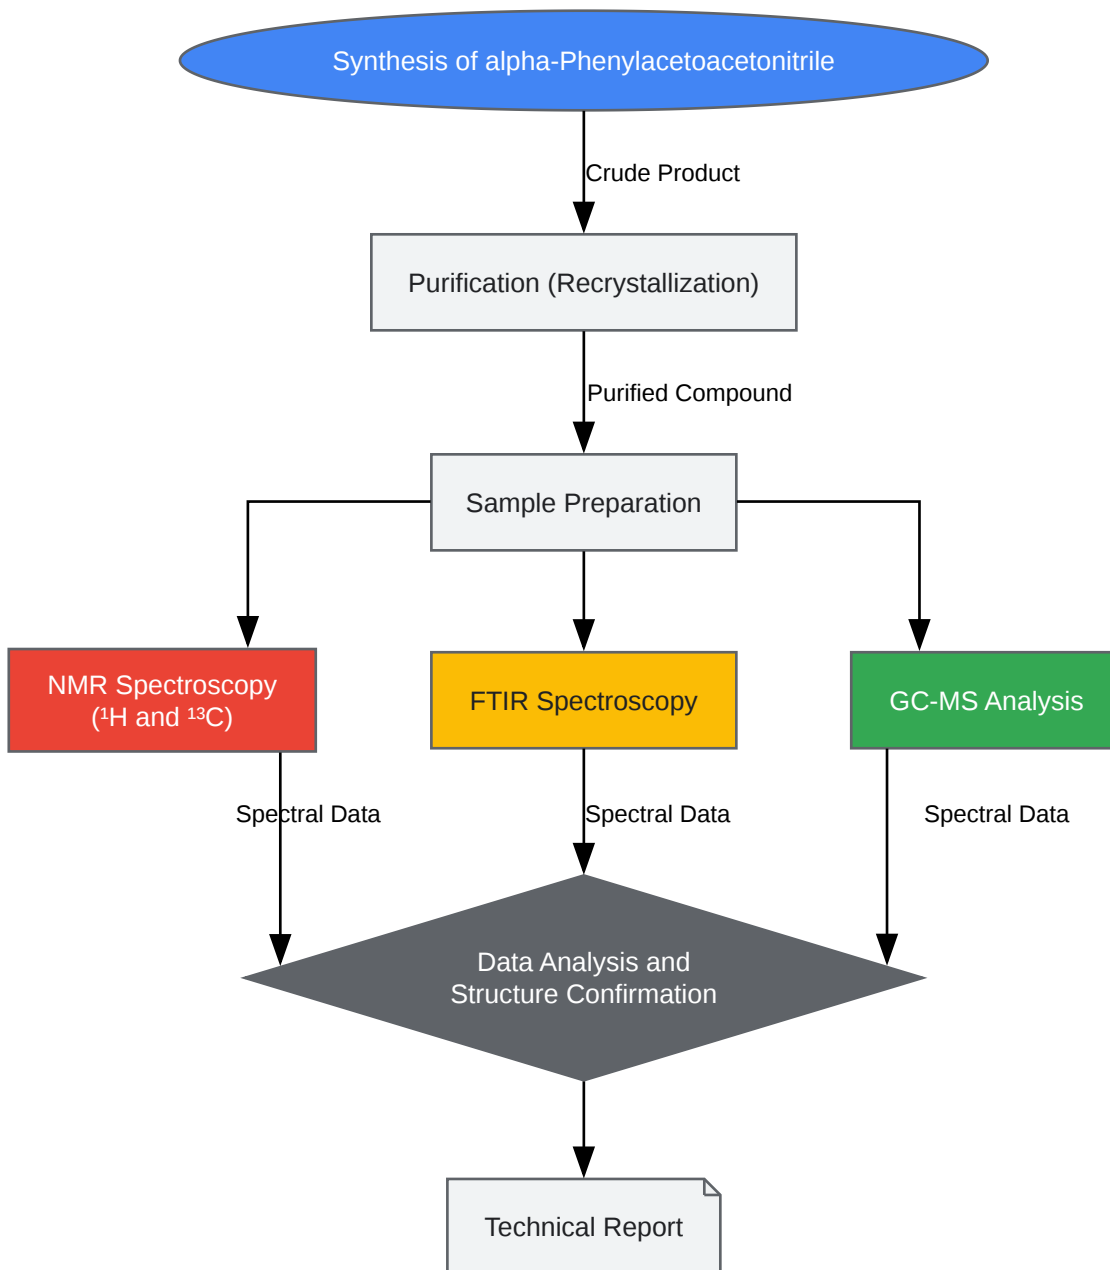 Synthesis of alpha-Phenylacetoacetonitrile
Crude Product
Purification (Recrystallization)
Purified Compound
Sample Preparation
NMR Spectroscopy
(¹H and ¹³C)
FTIR Spectroscopy
GC-MS Analysis
Spectral Data
Spectral Data
Spectral Data
Data Analysis and
Structure Confirmation
Technical Report